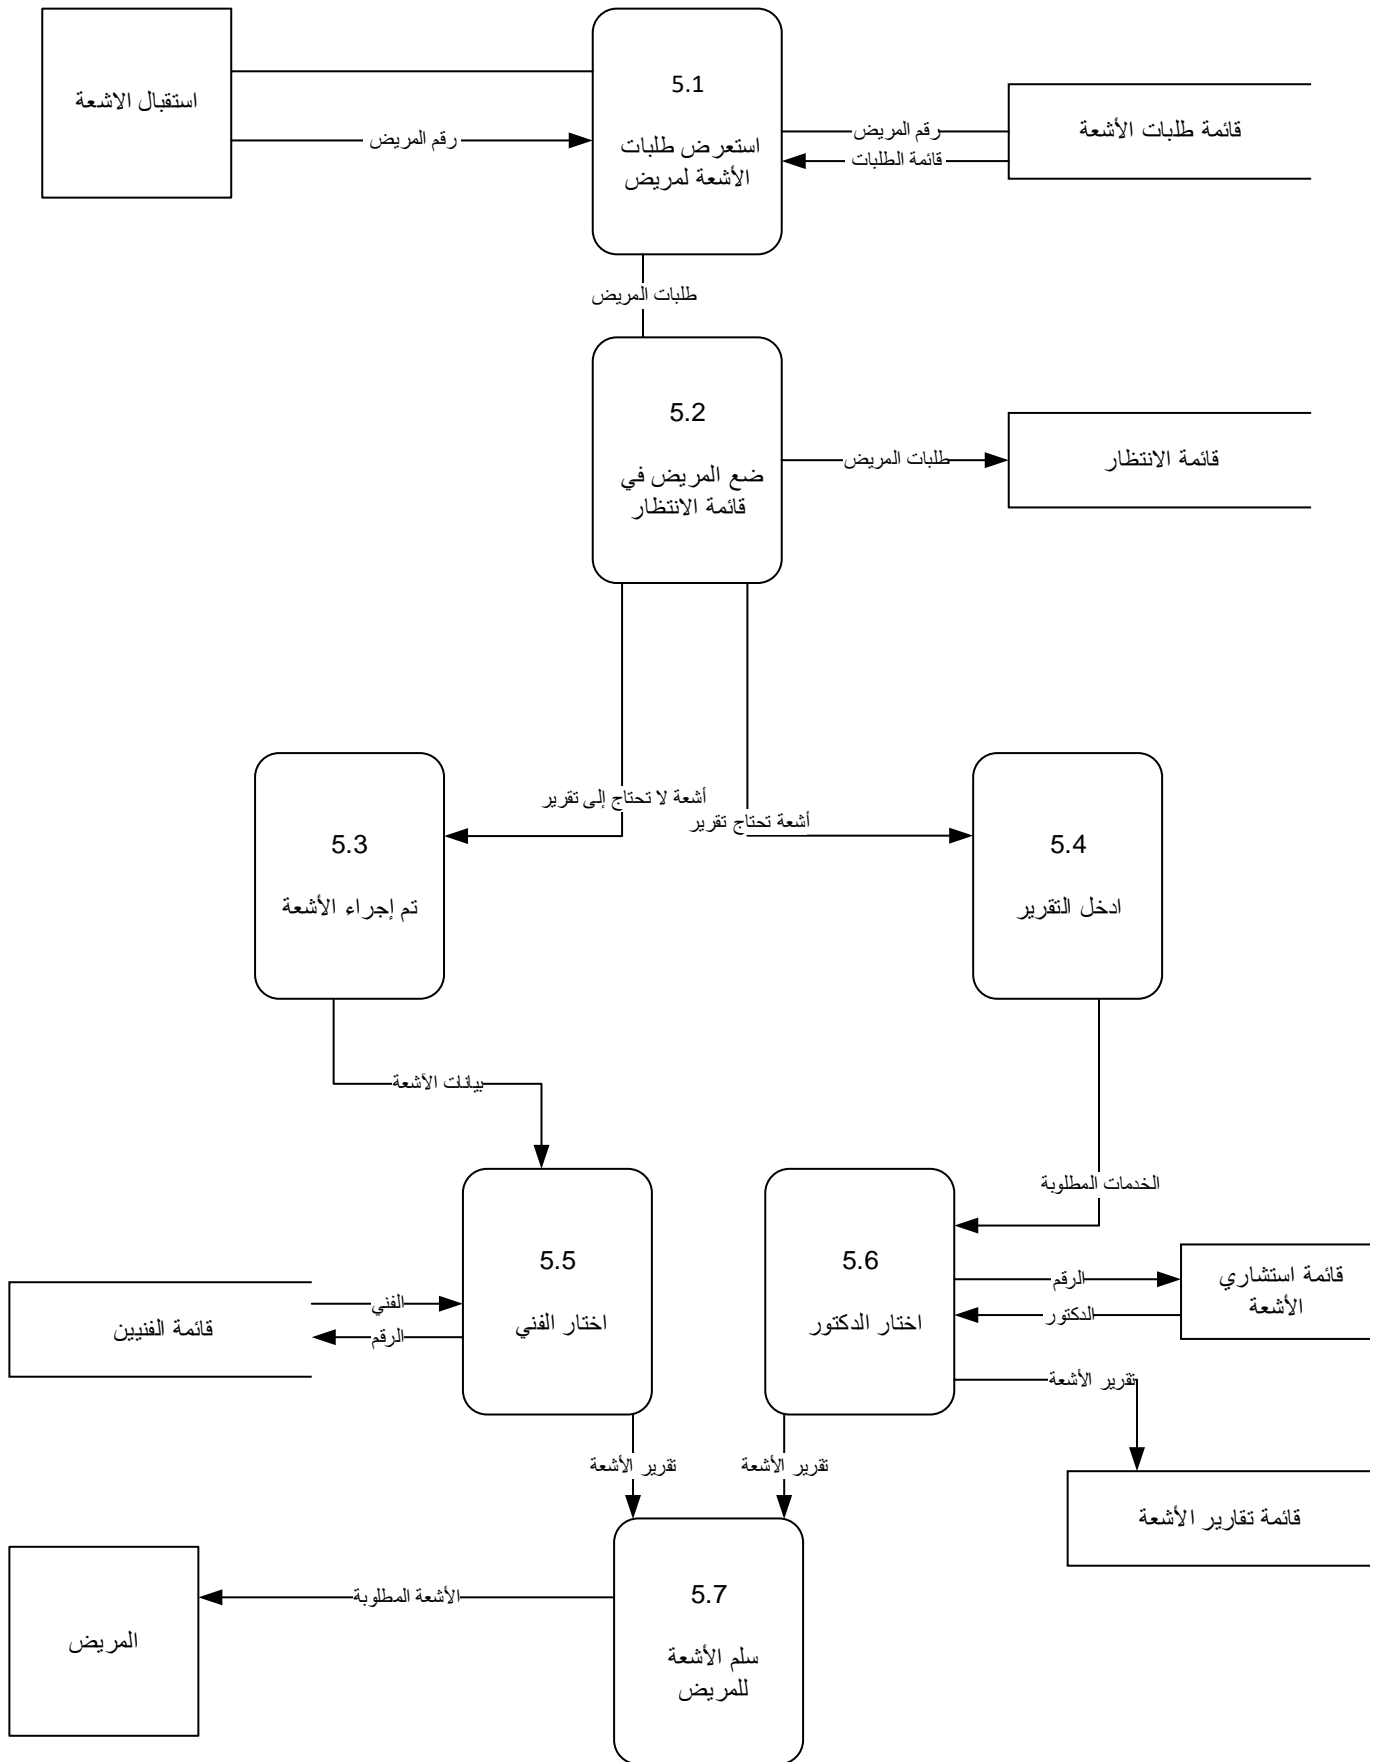 استقبال الاشعة
رقم المريض
5.1
استعرض طلبات
الأشعة لمريض
رقم المريض
قائمة الطلبات
قائمة طلبات الأشعة
طلبات المريض
5.2
ضع المريض في
قائمة الانتظار
طلبات المريض
قائمة الانتظار
أشعة لا تحتاج إلى تقرير
أشعة تحتاج تقرير
5.3
تم إجراء الأشعة
5.4
ادخل التقرير
بيانات الآشعة
الخدمات المطلوبة
5.5
اختار الفني
الفني
الرقم
قائمة الفنيين
5.6
اختار الدكتور
الرقم
الدكتور
قائمة استشاري
الأشعة
تقرير الأشعة
قائمة تقارير الأشعة
تقرير الأشعة
تقرير الأشعة
5.7
سلم الأشعة
للمريض
الأشعة المطلوبة
المريض